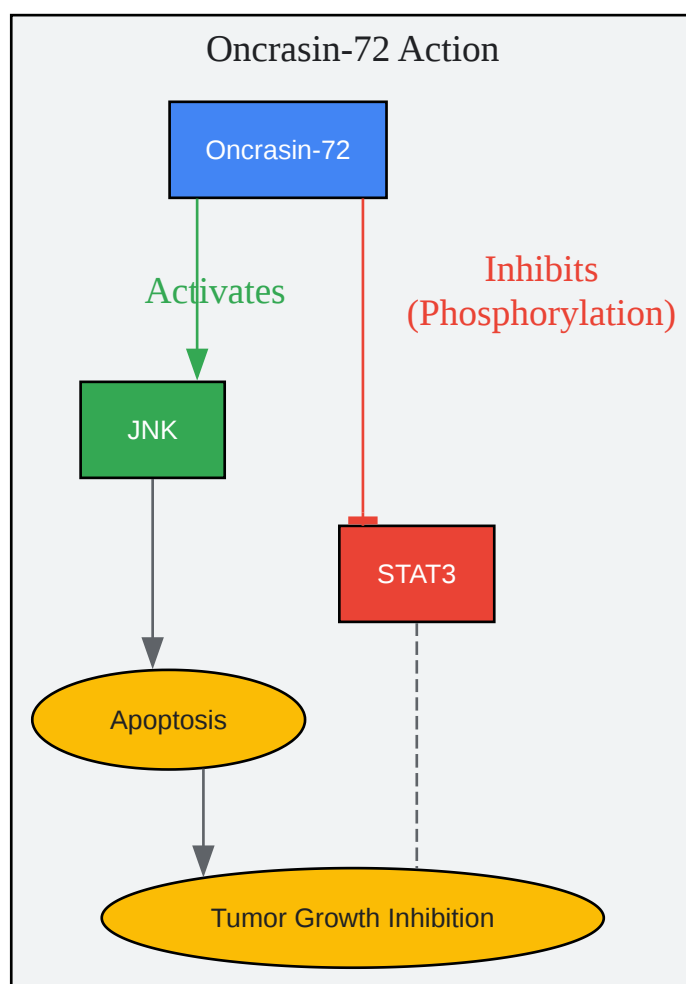 Oncrasin-72 Action
Oncrasin-72
Activates
Inhibits
(Phosphorylation)
JNK
STAT3
Apoptosis
Tumor Growth Inhibition